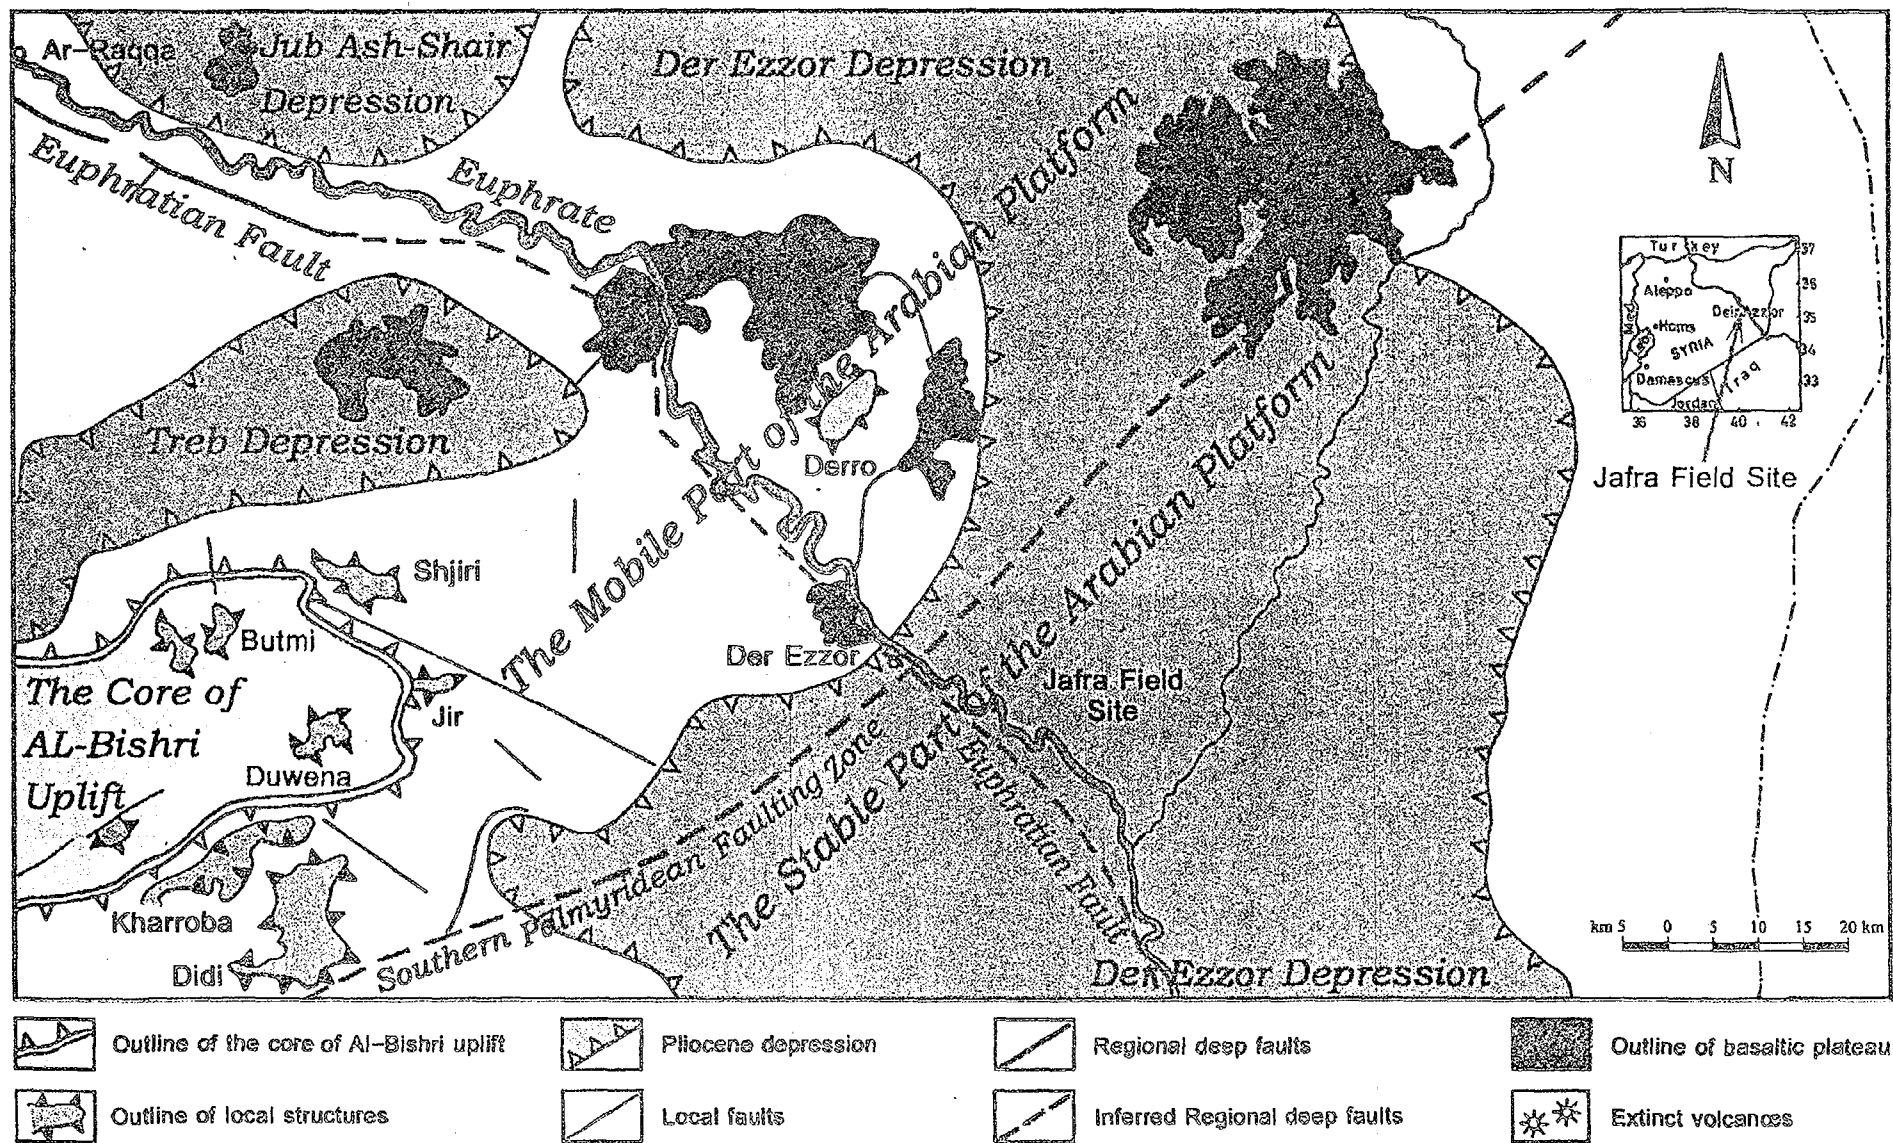 Ar-Raqqa
Jub Ash-Shair
Depression
Der Ezzor Depression
Euphratian Fault
Euphrate
The Mobile Part of the Arabian Platform
N
Turkey
37
36
Aleppo
Deirezzor
35
Med.
Homs
SYRIA
34
Damascus
Iraq
33
Jordan
36 38 40 42
Jafra Field Site
Treb Depression
Derro
Shjiri
Butmi
The Core of
AL-Bishri
Uplift
Jir
Duwena
Der Ezzor
Jafra Field
Site
The Stable Part of the Arabian Platform
Southern Palmyridean Faulting Zone
Euphratian Fault
Kharroba
Didi
Der Ezzor Depression
km 5 0 5 10 15 20 km
Outline of the core of Al-Bishri uplift
Pliocene depression
Regional deep faults
Outline of basaltic plateau
Outline of local structures
Local faults
Inferred Regional deep faults
Extinct volcanoes